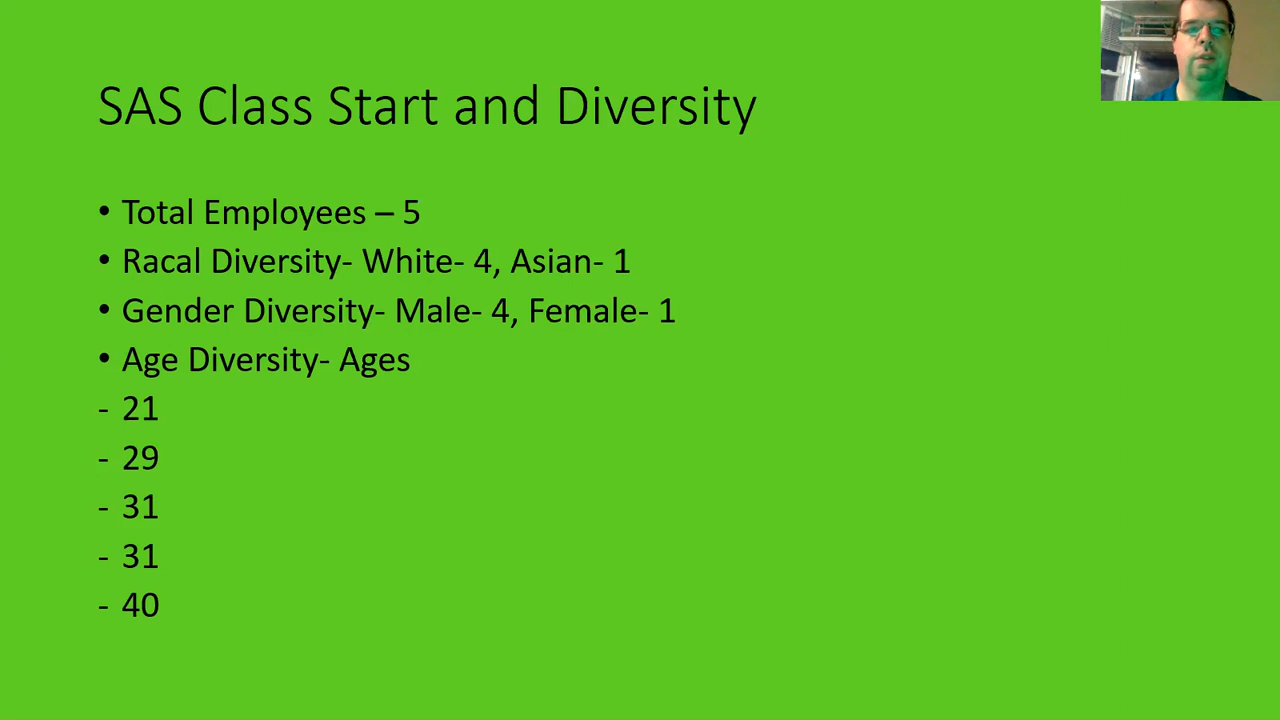 SAS Class Start and Diversity
• Total Employees – 5
• Racal Diversity- White- 4, Asian- 1
• Gender Diversity- Male- 4, Female- 1
• Age Diversity- Ages
- 21
- 29
- 31
- 31
- 40